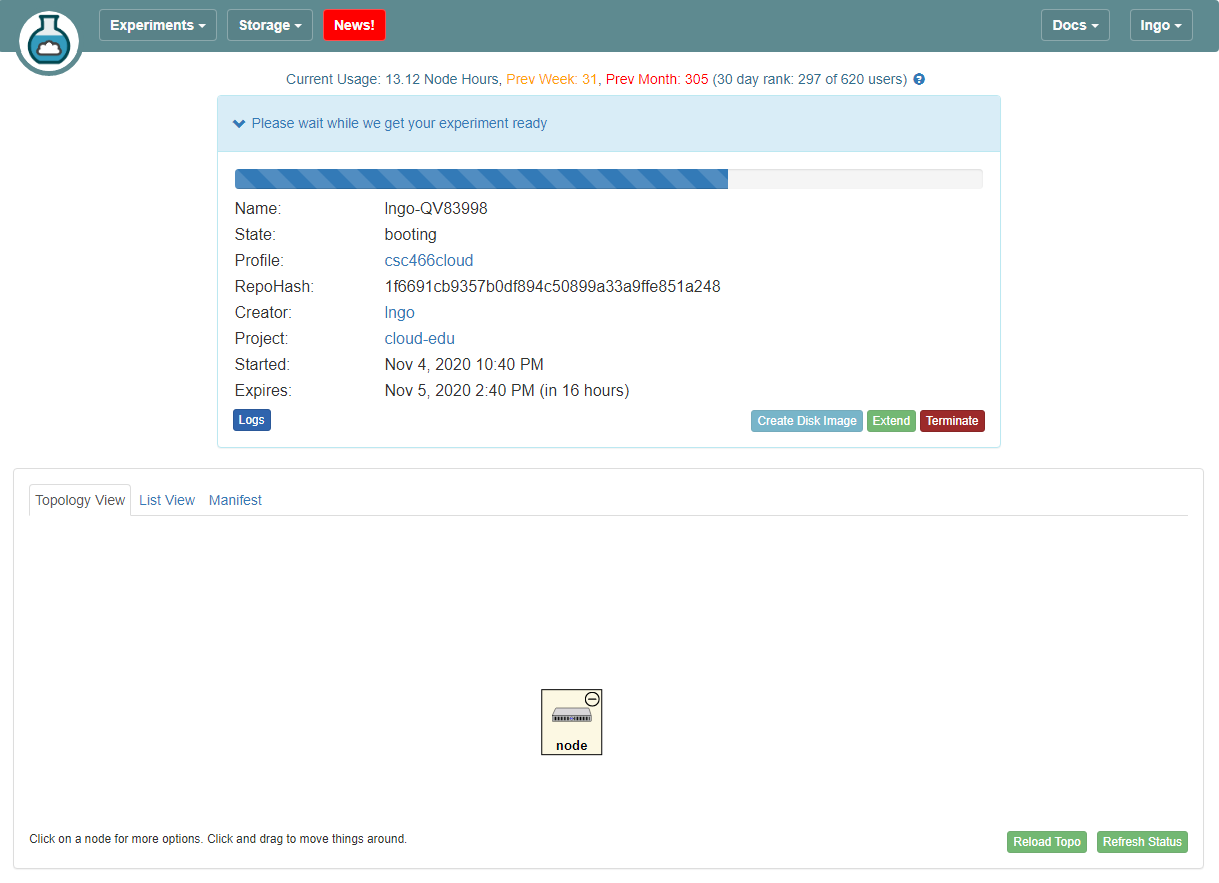 Experiments
Storage
News!
Docs
lngo
Current Usage: 13.12 Node Hours, Prev Week: 31, Prev Month: 305 (30 day rank: 297 of 620 users)
Please wait while we get your experiment ready
Name: lngo-QV83998
State: booting
Profile: csc466cloud
RepoHash: 1f6691cb9357b0df894c50899a33a9ffe851a248
Creator: lngo
Project: cloud-edu
Started: Nov 4, 2020 10:40 PM
Expires: Nov 5, 2020 2:40 PM (in 16 hours)
Logs
Create Disk Image
Extend
Terminate
Topology View
List View
Manifest
node
Click on a node for more options. Click and drag to move things around.
Reload Topo
Refresh Status